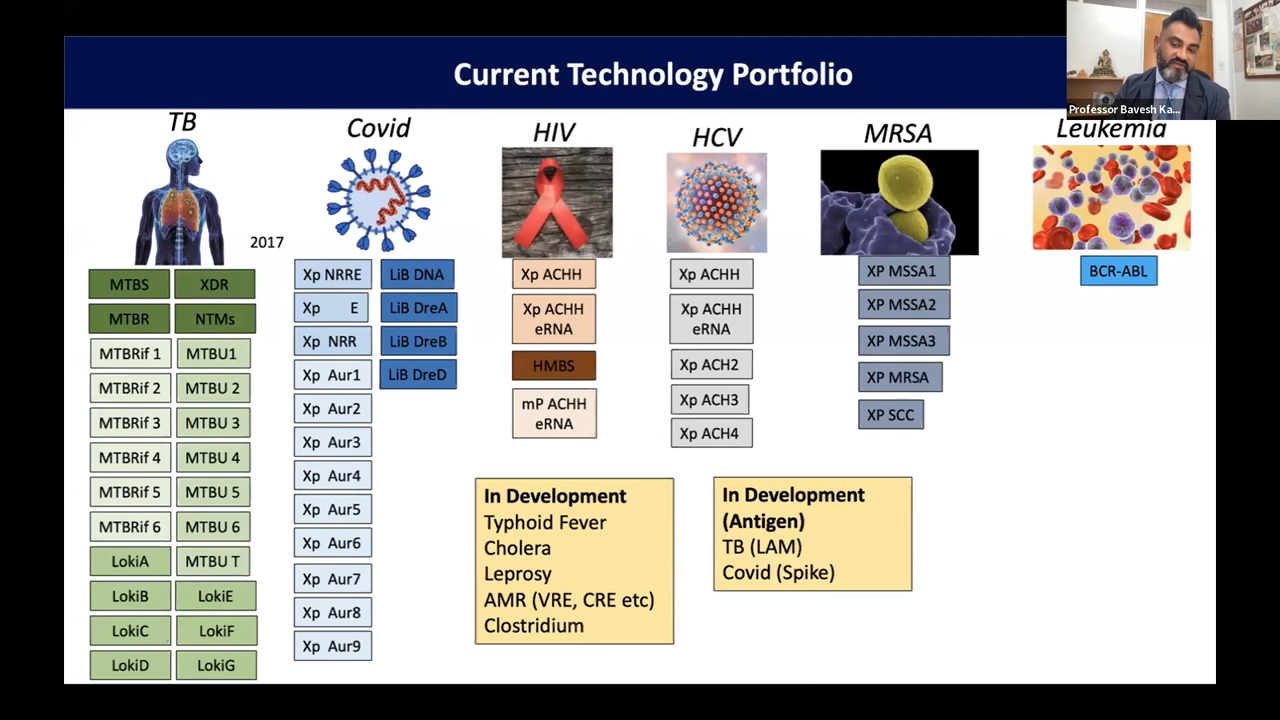 Current Technology Portfolio
Professor Bavesh Ka...
TB
Covid
HIV
HCV
MRSA
Leukemia
2017
MTBS
XDR
MTBR
NTMs
MTBRif 1
MTBU1
MTBRif 2
MTBU 2
MTBRif 3
MTBU 3
MTBRif 4
MTBU 4
MTBRif 5
MTBU 5
MTBRif 6
MTBU 6
LokiA
MTBU T
LokiB
LokiE
LokiC
LokiF
LokiD
LokiG
Xp NRRE
LiB DNA
Xp E
LiB DreA
Xp NRR
LiB DreB
Xp Aur1
LiB DreD
Xp Aur2
Xp Aur3
Xp Aur4
Xp Aur5
Xp Aur6
Xp Aur7
Xp Aur8
Xp Aur9
Xp ACHH
Xp ACHH
eRNA
HMBS
mP ACHH
eRNA
Xp ACHH
Xp ACHH
eRNA
Xp ACH2
Xp ACH3
Xp ACH4
XP MSSA1
XP MSSA2
XP MSSA3
XP MRSA
XP SCC
BCR-ABL
In Development
Typhoid Fever
Cholera
Leprosy
AMR (VRE, CRE etc)
Clostridium
In Development
(Antigen)
TB (LAM)
Covid (Spike)